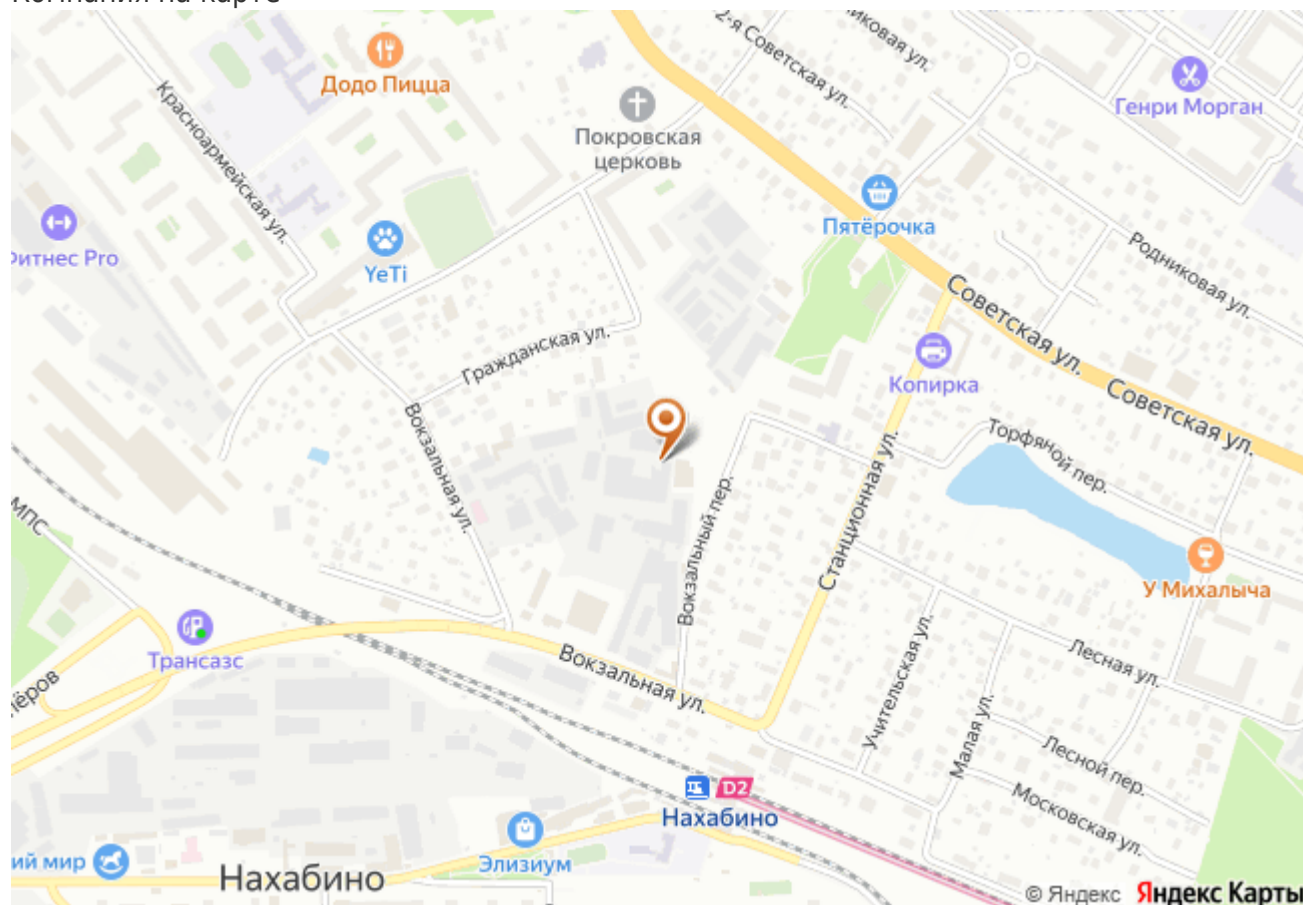 Додо Пицца
Красноармейская ул.
2-я Советская ул.
Родниковая ул.
Генри Морган
Покровская
церковь
Пятёрочка
YeTi
Родниковая ул.
Советская ул.
Советская ул.
Гражданская ул.
Копирка
Вокзальная ул.
Торфяной пер.
Станционная ул.
Вокзальный пер.
МПС
У Михалыча
Трансазс
Вокзальная ул.
Учительская ул.
Лесная ул.
Малая ул.
Лесной пер.
Московская ул.
D2
Нахабино
Элизиум
Нахабино
© Яндекс Яндекс Карты